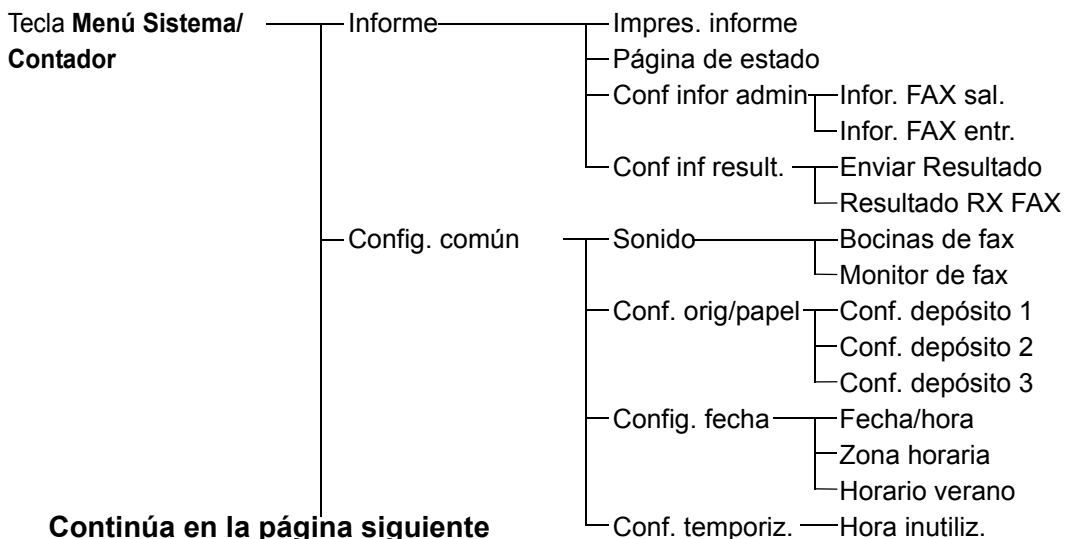 Tecla Menú Sistema/ Informe Impres. informe
Contador Página de estado
Conf infor admin Infor. FAX sal.
Infor. FAX entr.
Conf inf result. Enviar Resultado
Resultado RX FAX
Config. común Sonido Bocinas de fax
Monitor de fax
Conf. orig/papel Conf. depósito 1
Conf. depósito 2
Conf. depósito 3
Config. fecha Fecha/hora
Zona horaria
Horario verano
Continúa en la página siguiente Conf. temporiz. Hora inutiliz.